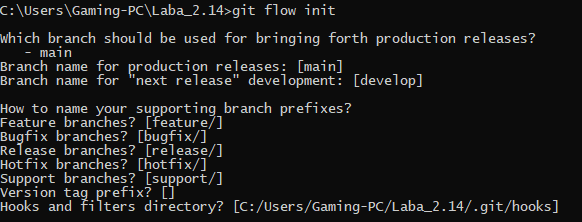 C:\Users\Gaming-PC\Laba_2.14>git flow init
Which branch should be used for bringing forth production releases?
- main
Branch name for production releases: [main]
Branch name for "next release" development: [develop]
How to name your supporting branch prefixes?
Feature branches? [feature/]
Bugfix branches? [bugfix/]
Release branches? [release/]
Hotfix branches? [hotfix/]
Support branches? [support/]
Version tag prefix? []
Hooks and filters directory? [C:/Users/Gaming-PC/Laba_2.14/.git/hooks]